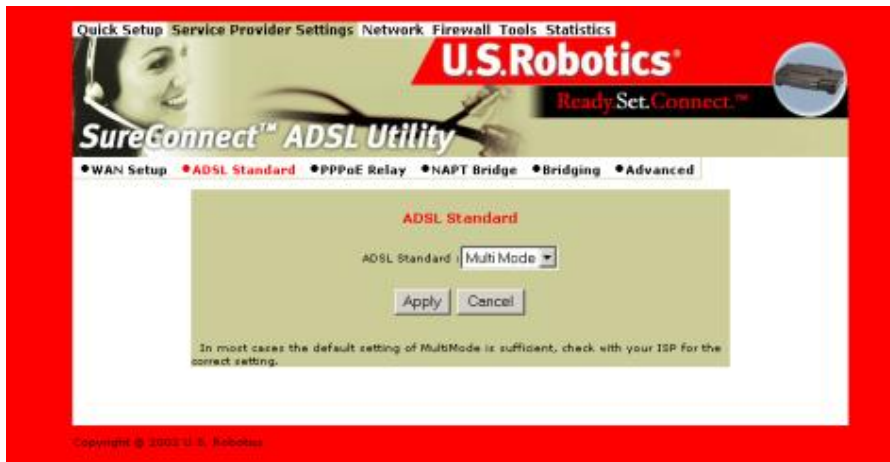 Quick Setup Service Provider Settings Network Firewall Tools Statistics
U.S.Robotics
Ready.Set.Connect.™
SureConnect™ ADSL Utility
WAN Setup ADSL Standard PPPoE Relay NAPT Bridge Bridging Advanced
ADSL Standard
ADSL Standard : Multi Mode
Apply Cancel
In most cases the default setting of MultiMode is sufficient, check with your ISP for the
correct setting.
Copyright © 2002 U.S. Robotics